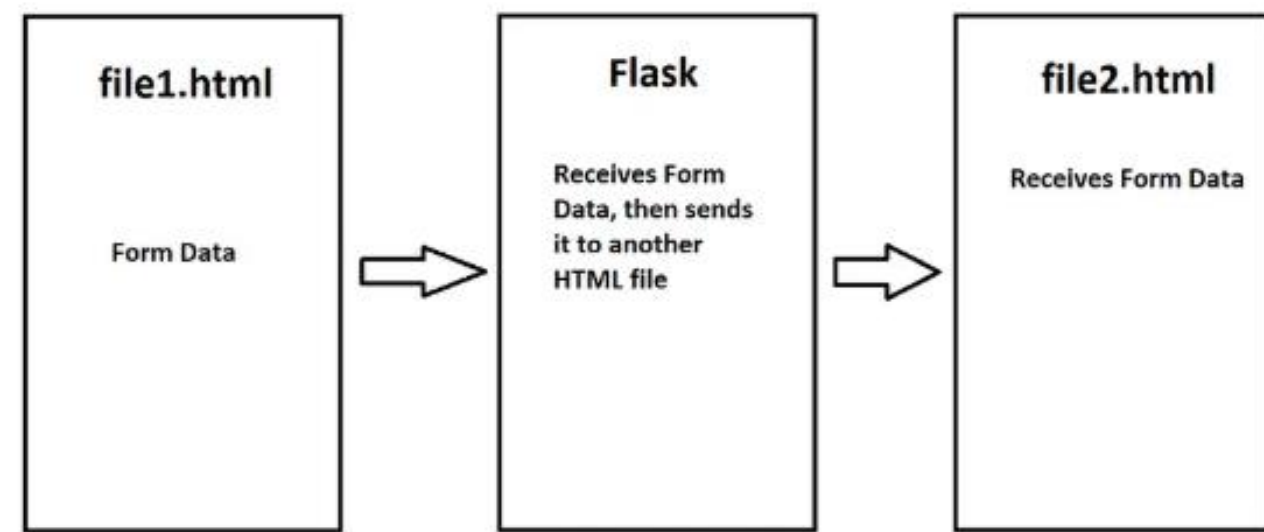 file1.html
Form Data
Flask
Receives Form
Data, then sends
it to another
HTML file
file2.html
Receives Form Data